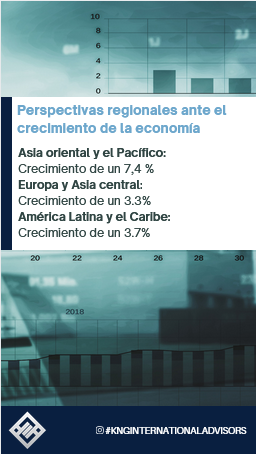 10
8
6
4
2
0
Perspectivas regionales ante el
crecimiento de la economía
Asia oriental y el Pacífico:
Crecimiento de un 7,4 %
Europa y Asia central:
Crecimiento de un 3.3%
América Latina y el Caribe:
Crecimiento de un 3.7%
20 22 24 25 26 28 30
2018
#KNGINTERNATIONALADVISORS